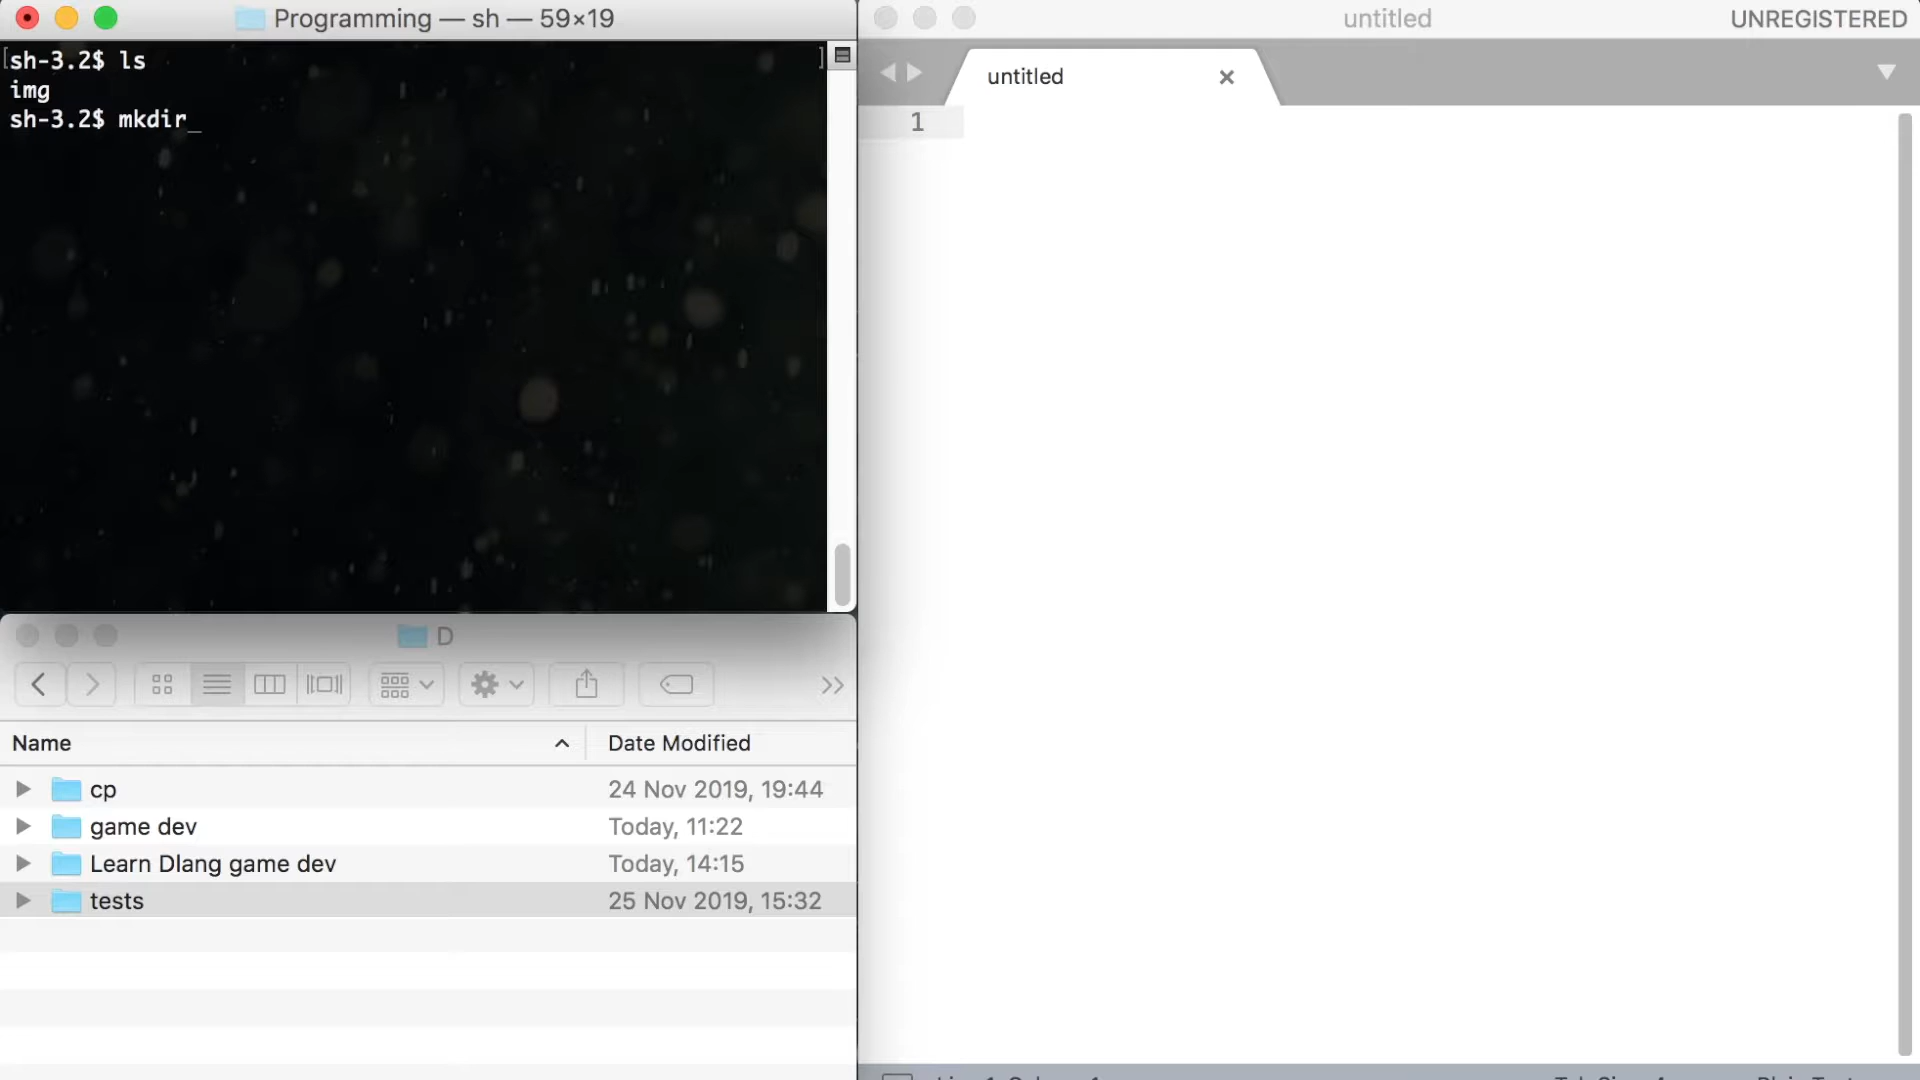 Programming — sh — 59×19
sh-3.2$ ls
img
sh-3.2$ mkdir_
untitled
UNREGISTERED
untitled
1
D
Name
Date Modified
cp 24 Nov 2019, 19:44
game dev Today, 11:22
Learn Dlang game dev Today, 14:15
tests 25 Nov 2019, 15:32